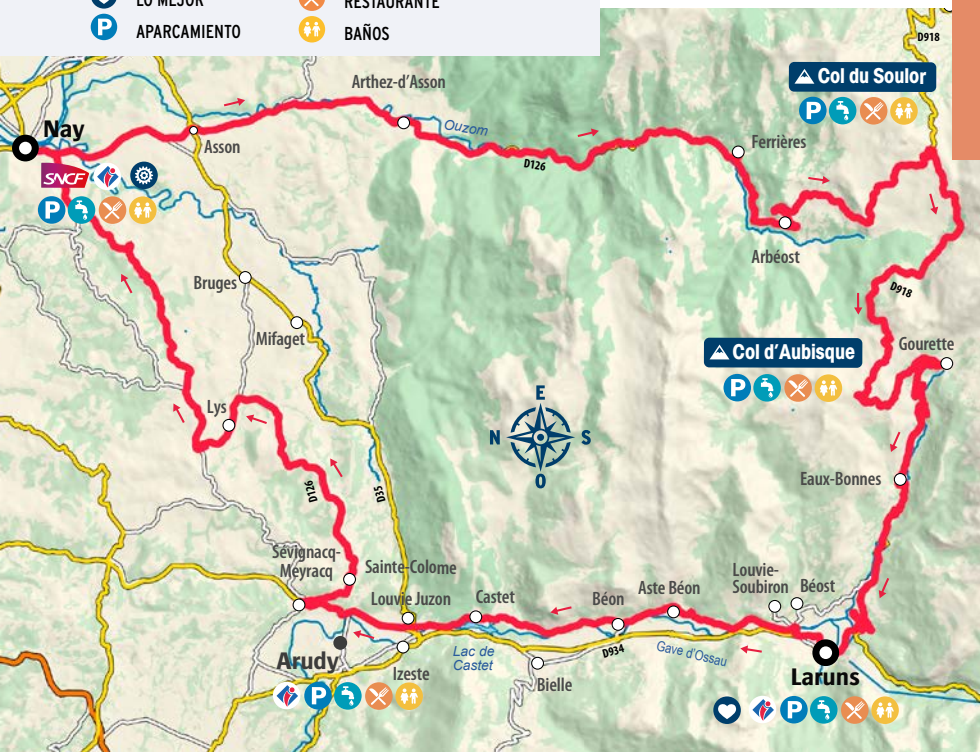 LO MEJOR
RESTAURANTE
P APARCAMIENTO
BAÑOS
D918
Col du Soulor
P
Arthez-d'Asson
Nay
Asson
Ouzom
D126
Ferrières
SNCF
P
Arbéost
Bruges
D918
Mifaget
Col d'Aubisque
P
Gourette
Lys
E
N
S
O
Eaux-Bonnes
D126
D35
Sévignacq-
Meyracq
Sainte-Colome
Louvie Juzon
Castet
Béon
Aste Béon
Louvie-
Soubiron
Béost
Arudy
Izeste
Lac de
Castet
D934
Gave d'Ossau
Bielle
Laruns
P
P